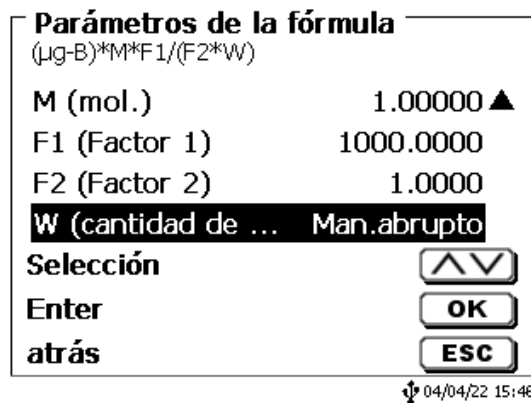 Parámetros de la fórmula
(µg-B)*M*F1/(F2*W)
M (mol.) 1.00000
F1 (Factor 1) 1000.0000
F2 (Factor 2) 1.0000
W (cantidad de ... Man.abrupto
Selección
Enter OK
atrás ESC
04/04/22 15:46